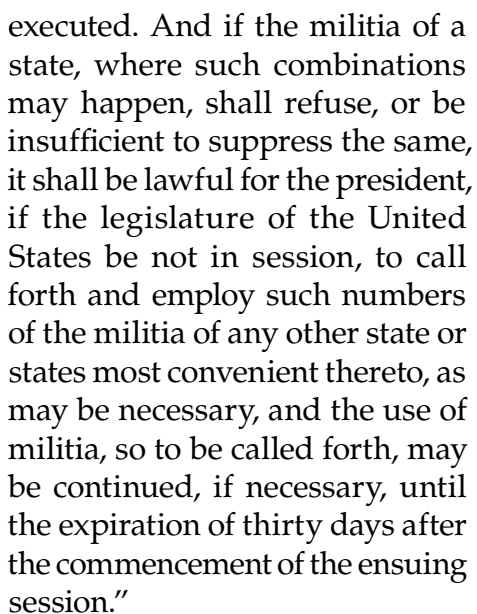 executed. And if the militia of a
state, where such combinations
may happen, shall refuse, or be
insufficient to suppress the same,
it shall be lawful for the president,
if the legislature of the United
States be not in session, to call
forth and employ such numbers
of the militia of any other state or
states most convenient thereto, as
may be necessary, and the use of
militia, so to be called forth, may
be continued, if necessary, until
the expiration of thirty days after
the commencement of the ensuing
session.”